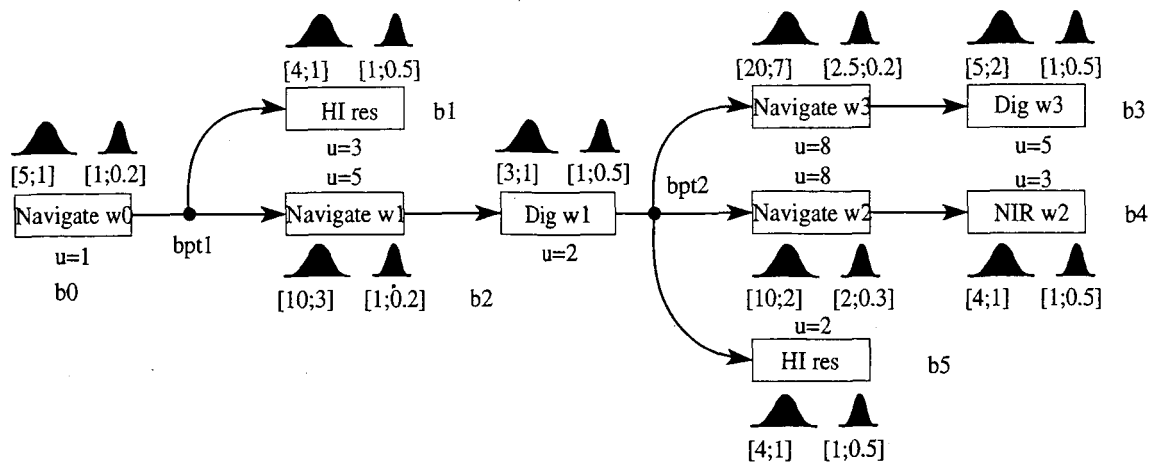 [4;1] [1;0.5]
HI res
b1
u=3
[20;7] [2.5;0.2]
Navigate w3
u=8
[5;2] [1;0.5]
Dig w3
b3
u=5
[5;1] [1;0.2]
Navigate w0
u=1
b0
bpt1
u=5
Navigate w1
[10;3] [1;0.2]
b2
[3;1] [1;0.5]
Dig w1
u=2
bpt2
u=8
Navigate w2
[10;2] [2;0.3]
u=3
NIR w2
b4
[4;1] [1;0.5]
u=2
HI res
b5
[4;1] [1;0.5]